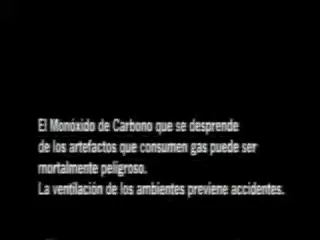 El Monóxido de Carbono que se desprende
de los artefactos que consumen gas puede ser
mortalmente peligroso.
La ventilación de los ambientes previene accidentes.